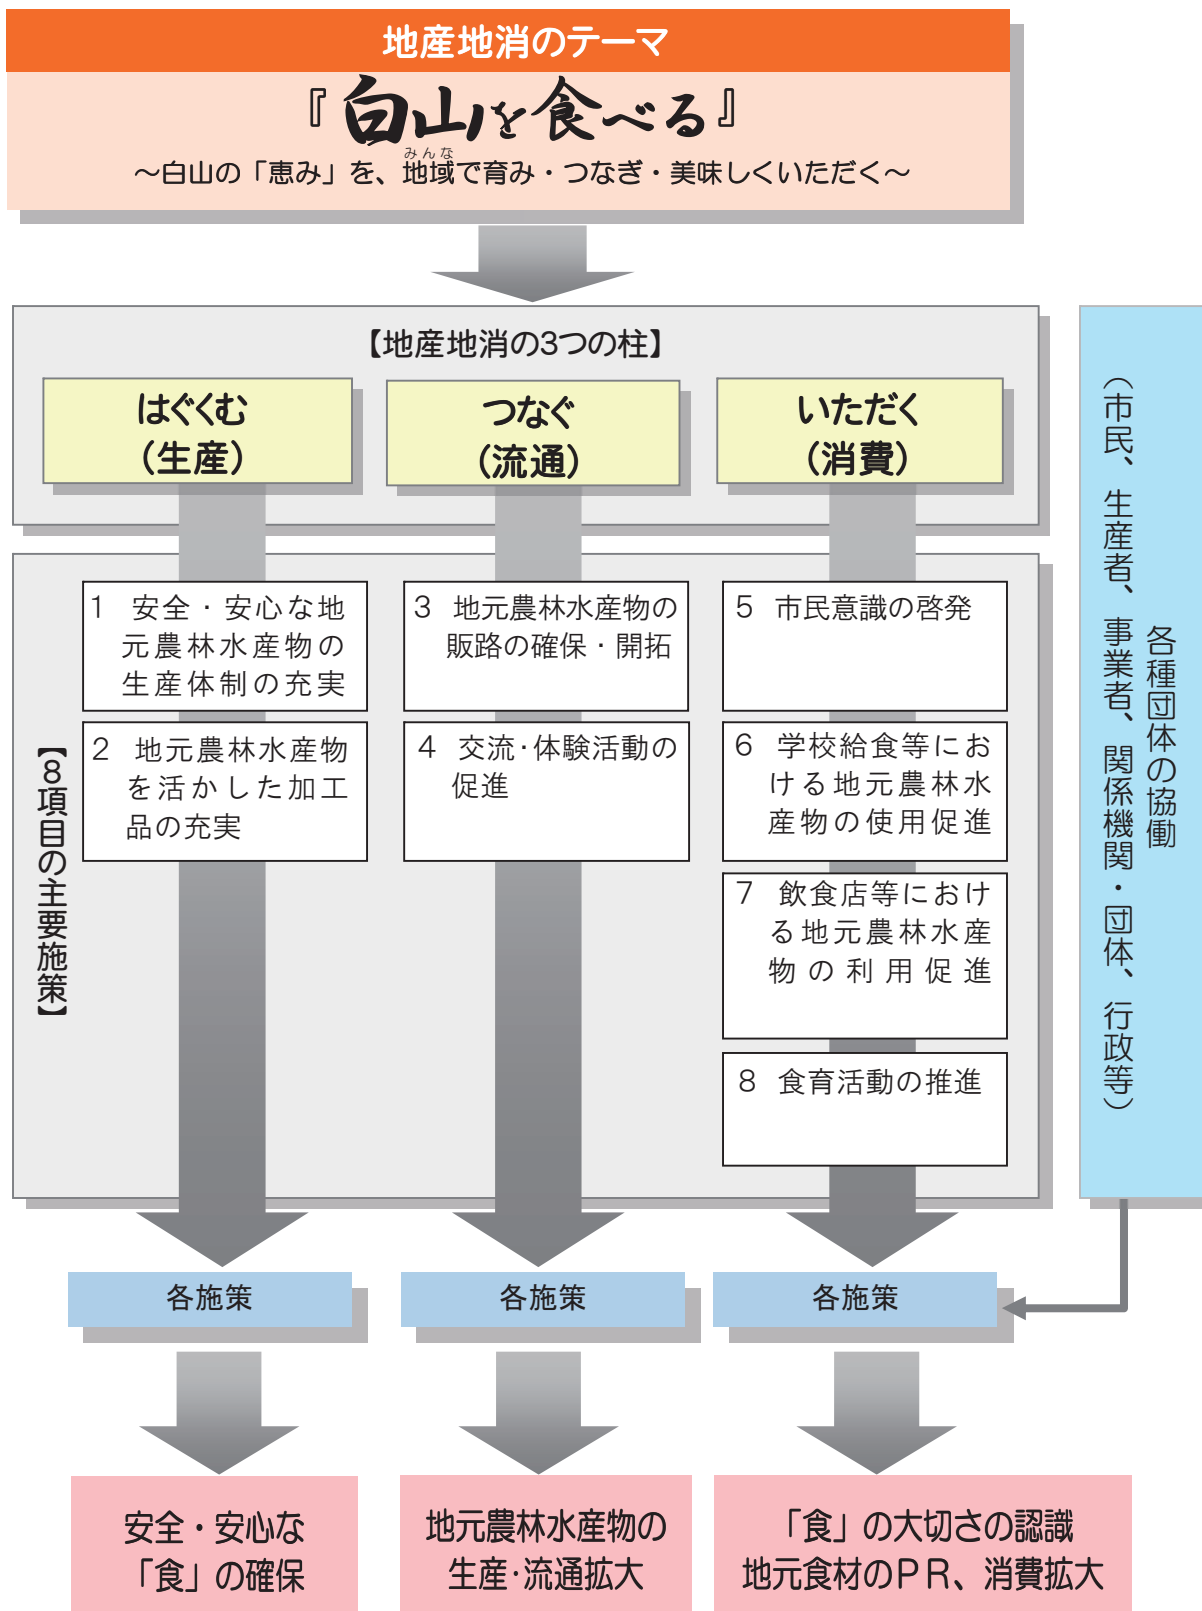 地産地消のテーマ
『白山を食べる』
みんな
～白山の「恵み」を、地域で育み・つなぎ・美味しくいただく～
【地産地消の3つの柱】
はぐくむ
（生産）
つなぐ
（流通）
いただく
（消費）
【8項目の主要施策】
1 安全・安心な地
元農林水産物の
生産体制の充実
2 地元農林水産物
を活かした加工
品の充実
3 地元農林水産物の
販路の確保・開拓
4 交流・体験活動の
促進
5 市民意識の啓発
6 学校給食等にお
ける地元農林水
産物の使用促進
7 飲食店等におけ
る地元農林水産
物の利用促進
8 食育活動の推進
各種団体の協働
（市民、生産者、事業者、関係機関・団体、行政等）
各施策
各施策
各施策
安全・安心な
「食」の確保
地元農林水産物の
生産・流通拡大
「食」の大切さの認識
地元食材のＰＲ、消費拡大